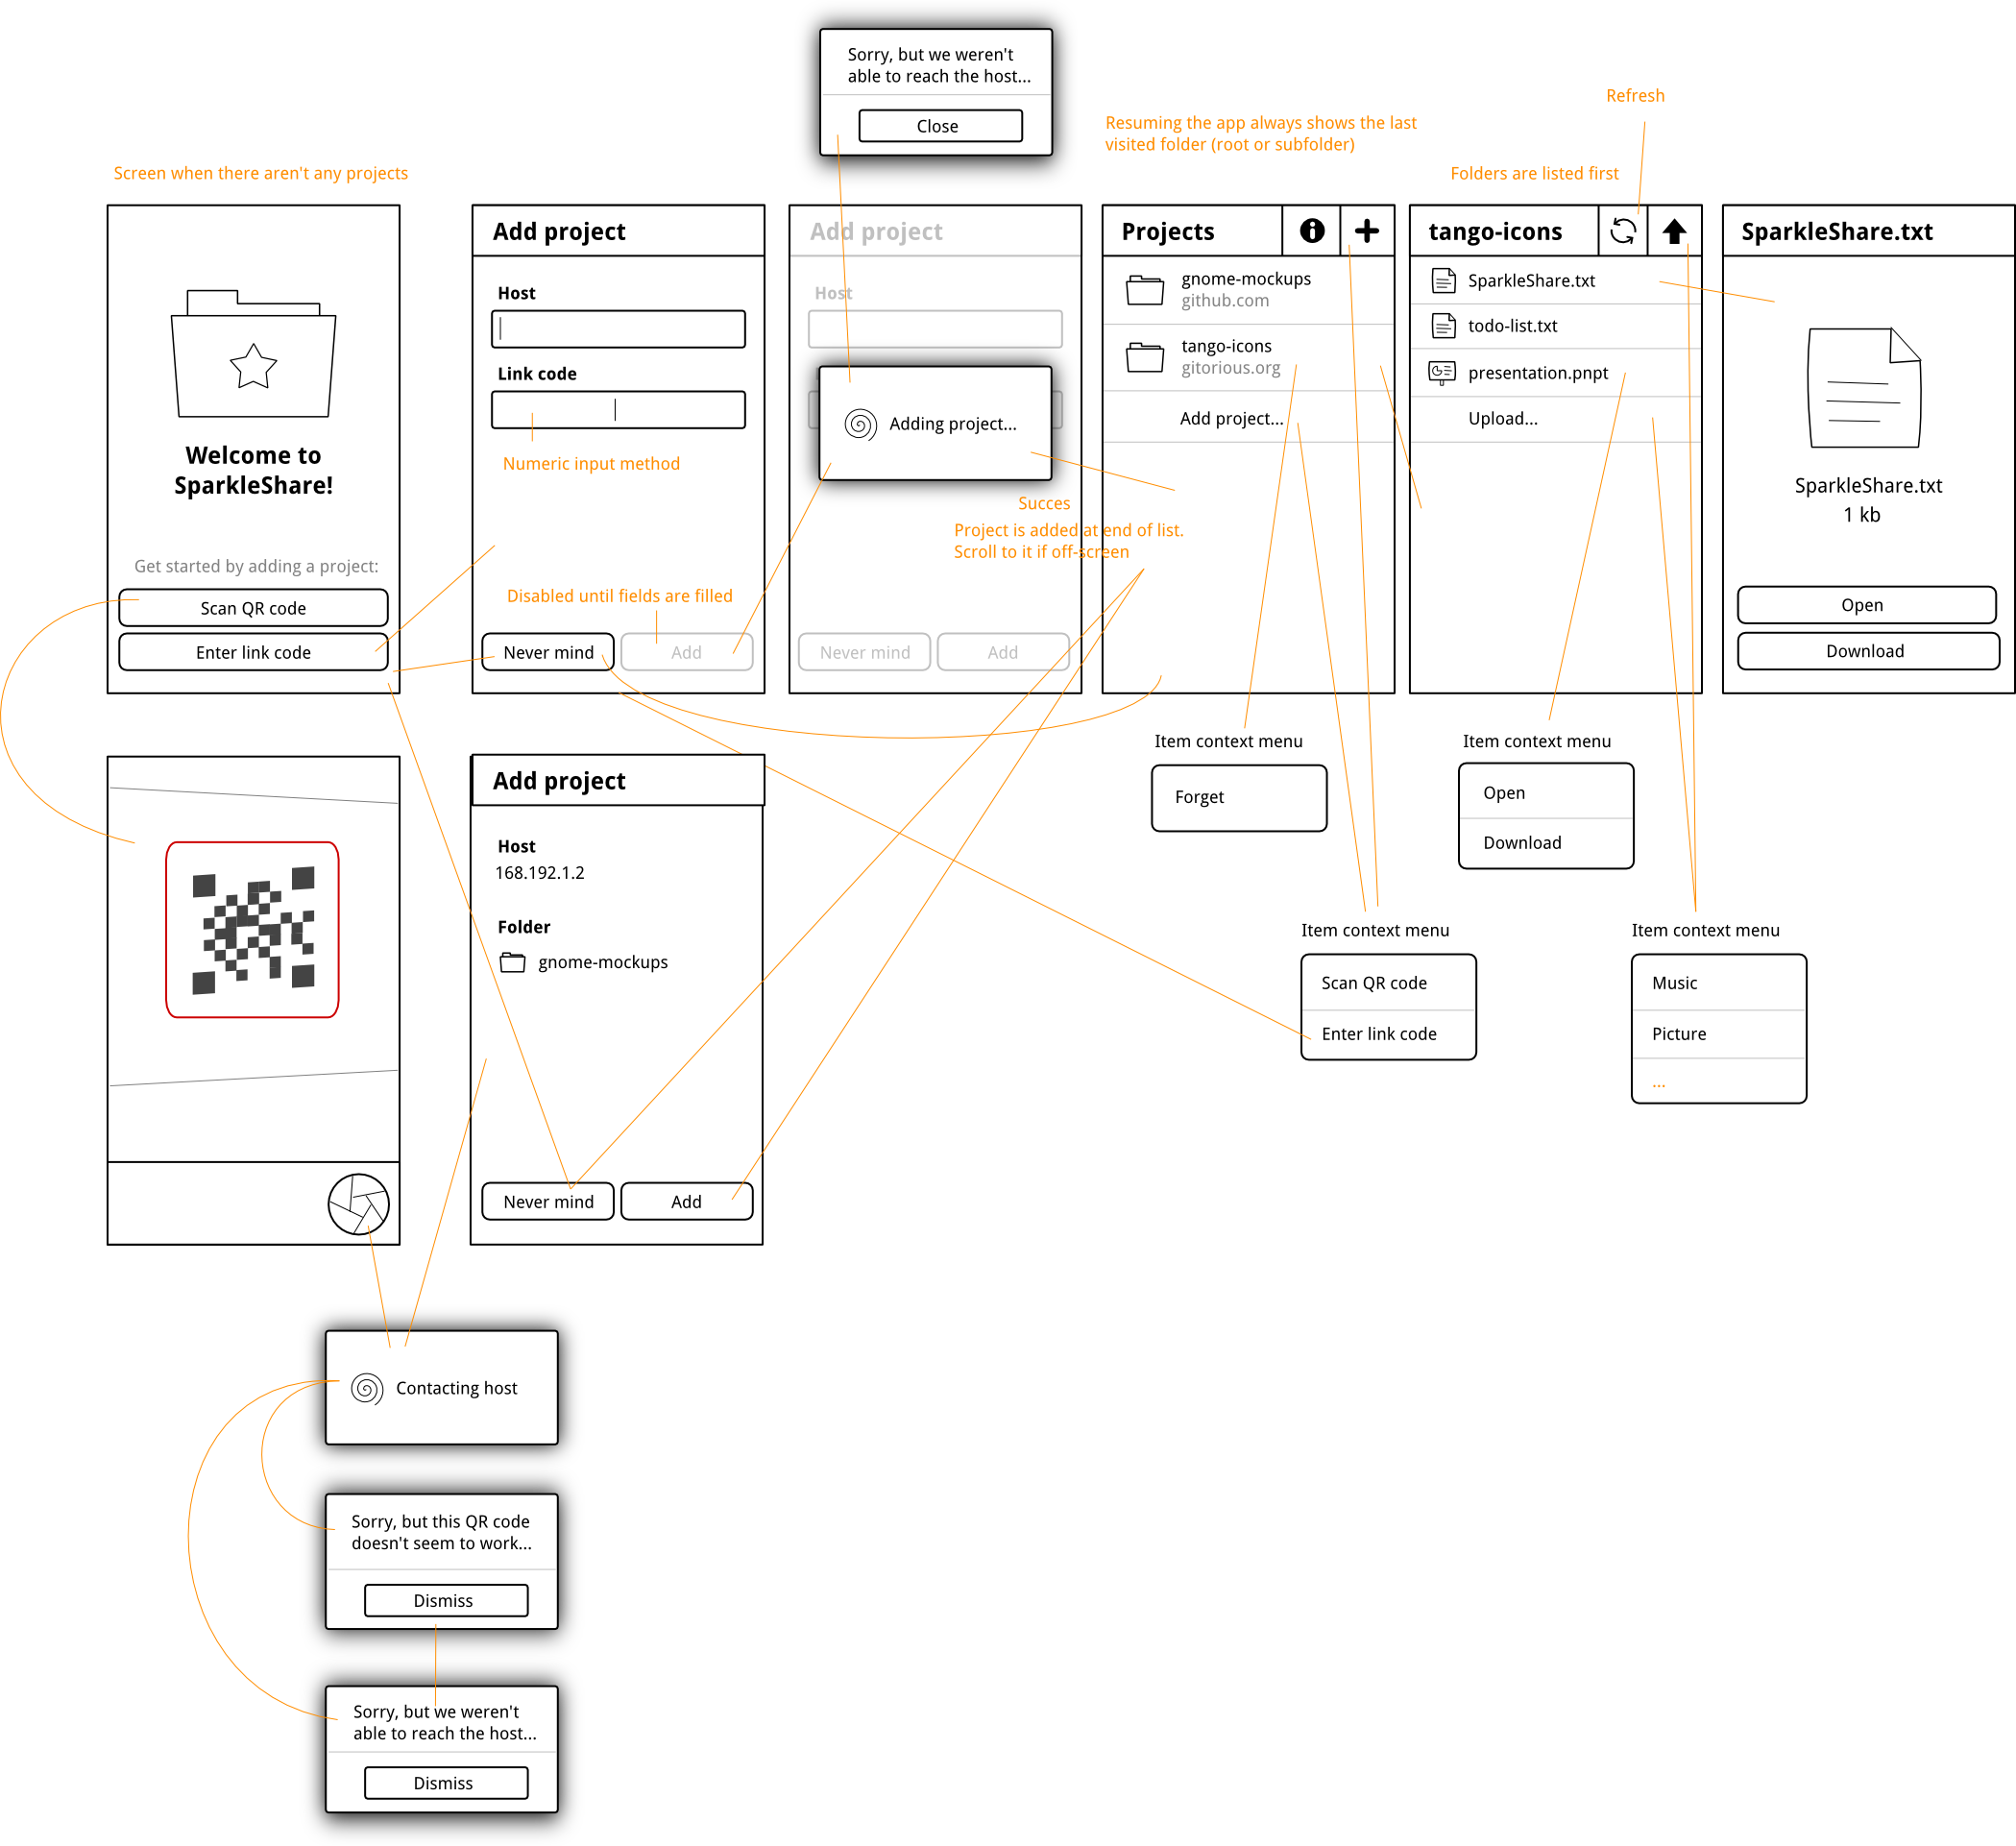 Sorry, but we weren't
able to reach the host...
Close
Refresh
Resuming the app always shows the last
visited folder (root or subfolder)
Screen when there aren't any projects
Folders are listed first
Welcome to
SparkleShare!
Get started by adding a project:
Scan QR code
Enter link code
Add project
Host
Link code
Numeric input method
Disabled until fields are filled
Never mind
Add
Add project
Host
Adding project...
Succes
Project is added at end of list.
Scroll to it if off-screen
Never mind
Add
Projects
gnome-mockups
github.com
tango-icons
gitorious.org
Add project...
tango-icons
SparkleShare.txt
todo-list.txt
presentation.pnpt
Upload...
SparkleShare.txt
SparkleShare.txt
1 kb
Open
Download
Add project
Host
168.192.1.2
Folder
gnome-mockups
Never mind
Add
Item context menu
Forget
Item context menu
Open
Download
Item context menu
Scan QR code
Enter link code
Item context menu
Music
Picture
...
Contacting host
Sorry, but this QR code
doesn't seem to work...
Dismiss
Sorry, but we weren't
able to reach the host...
Dismiss